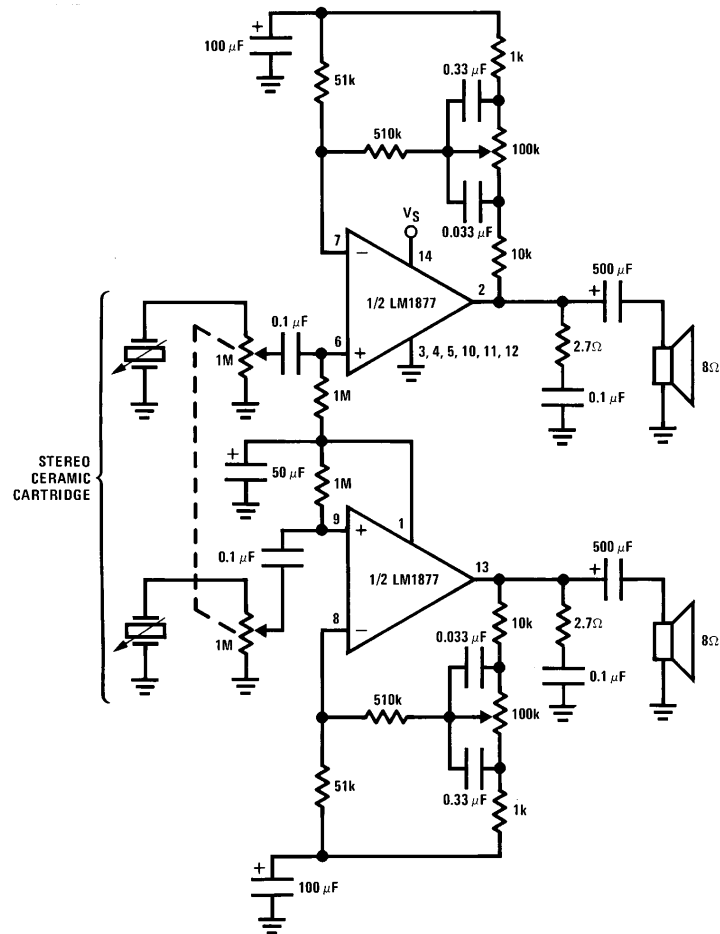 +
100 μF
51k
0.33 μF
1k
510k
100k
0.033 μF
VS
10k
7
14
−
2
500 μF
+
1/2 LM1877
0.1 μF
6
+
3, 4, 5, 10, 11, 12
2.7Ω
8Ω
1M
1M
0.1 μF
STEREO
CERAMIC
CARTRIDGE
+
50 μF
1M
9
+
1
0.1 μF
1/2 LM1877
13
500 μF
+
8
−
10k
2.7Ω
8Ω
1M
0.033 μF
0.1 μF
510k
100k
0.33 μF
51k
1k
+
100 μF